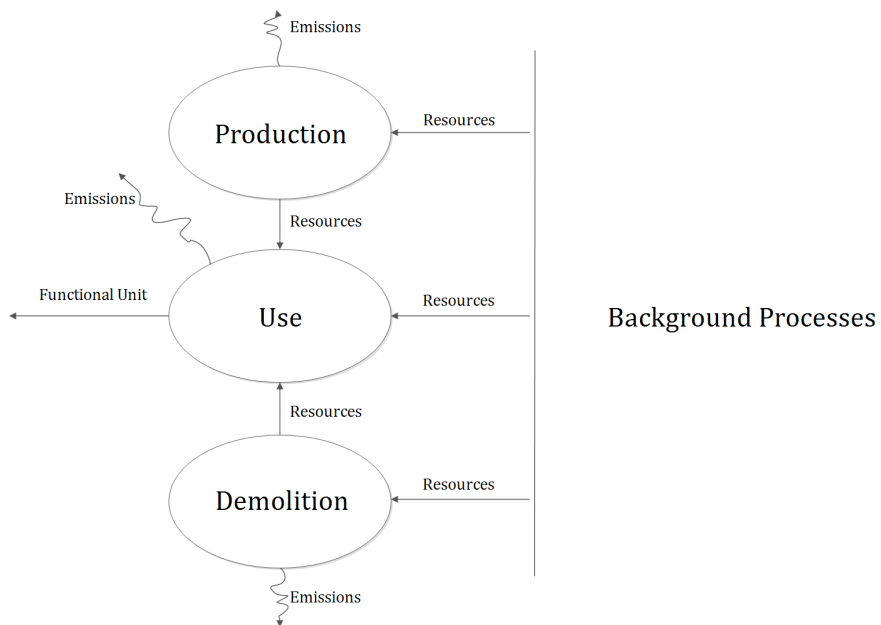 Emissions
Production
Resources
Emissions
Resources
Functional Unit
Use
Resources
Background Processes
Resources
Demolition
Resources
Emissions